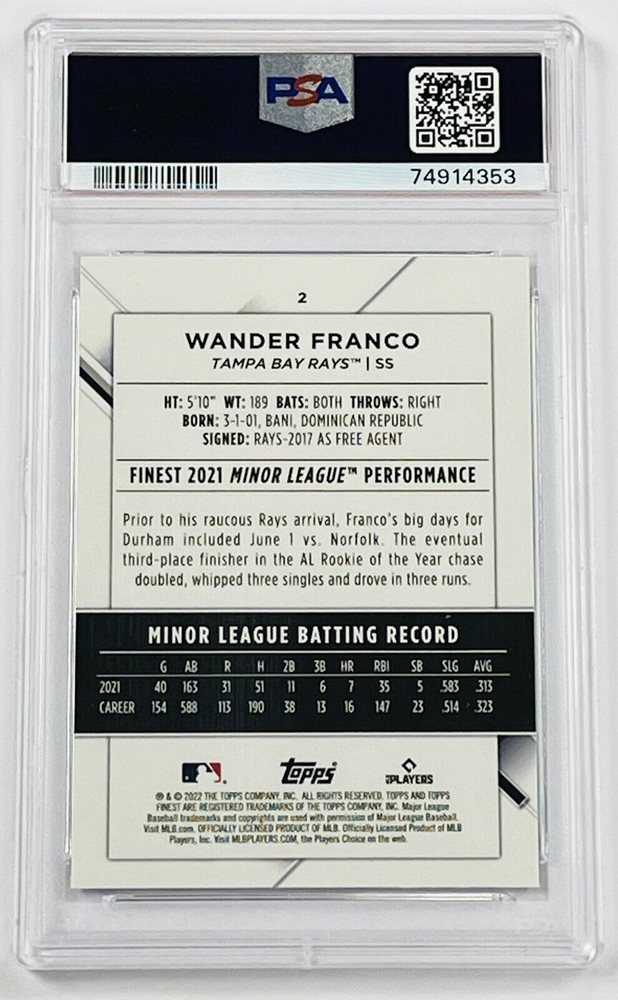 PSA
74914353
2
WANDER FRANCO
TAMPA BAY RAYS™ | SS
HT: 5'10" WT: 189 BATS: BOTH THROWS: RIGHT
BORN: 3-1-01, BANI, DOMINICAN REPUBLIC
SIGNED: RAYS-2017 AS FREE AGENT
FINEST 2021 MINOR LEAGUE™ PERFORMANCE
Prior to his raucous Rays arrival, Franco's big days for
Durham included June 1 vs. Norfolk. The eventual
third-place finisher in the AL Rookie of the Year chase
doubled, whipped three singles and drove in three runs.
MINOR LEAGUE BATTING RECORD
G AB R H 2B 3B HR RBI SB SLG AVG
2021 40 163 31 51 11 6 7 35 5 .583 .313
CAREER 154 588 113 190 38 13 16 147 23 .514 .323
Topps
PLAYERS
® & © 2022 THE TOPPS COMPANY, INC. ALL RIGHTS RESERVED. TOPPS AND TOPPS
FINEST ARE REGISTERED TRADEMARKS OF THE TOPPS COMPANY, INC. Major League
Baseball trademarks and copyrights are used with permission of Major League Baseball.
Visit MLB.com. OFFICIALLY LICENSED PRODUCT OF MLB. Officially Licensed Product of MLB
Players, Inc. Visit MLBPLAYERS.COM, the Players Choice on the web.